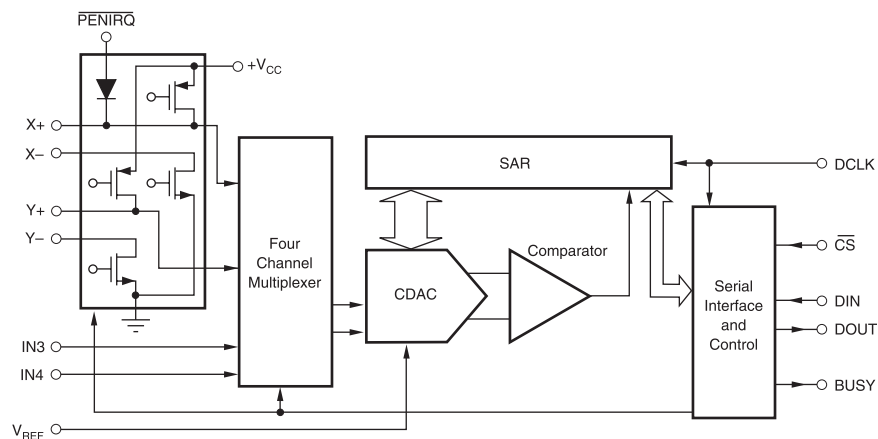 PENIRQ
+VCC
X+
X–
Y+
Y–
IN3
IN4
VREF
Four
Channel
Multiplexer
SAR
CDAC
Comparator
Serial
Interface
and
Control
DCLK
CS
DIN
DOUT
BUSY